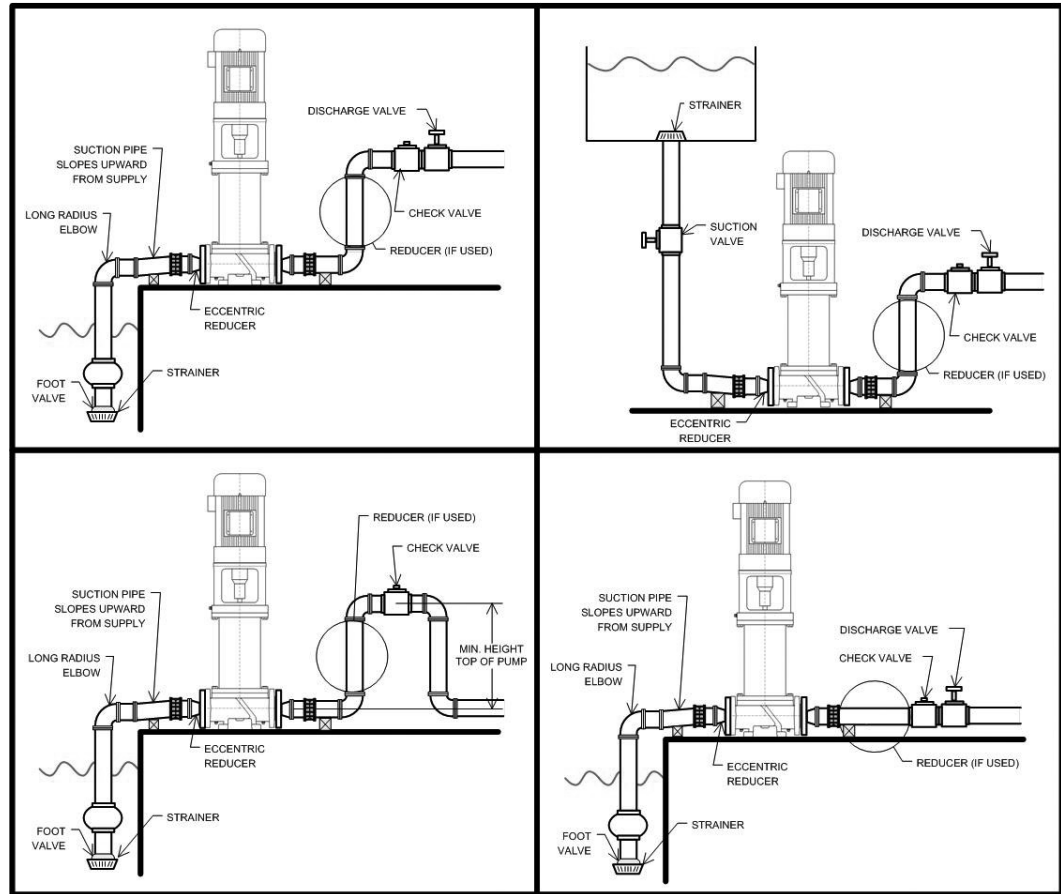 DISCHARGE VALVE
SUCTION PIPE
SLOPES UPWARD
FROM SUPPLY
LONG RADIUS
ELBOW
CHECK VALVE
REDUCER (IF USED)
ECCENTRIC
REDUCER
FOOT
VALVE
STRAINER
STRAINER
SUCTION
VALVE
DISCHARGE VALVE
CHECK VALVE
REDUCER (IF USED)
ECCENTRIC
REDUCER
REDUCER (IF USED)
CHECK VALVE
SUCTION PIPE
SLOPES UPWARD
FROM SUPPLY
MIN. HEIGHT
TOP OF PUMP
LONG RADIUS
ELBOW
ECCENTRIC
REDUCER
FOOT
VALVE
STRAINER
SUCTION PIPE
SLOPES UPWARD
FROM SUPPLY
DISCHARGE VALVE
CHECK VALVE
LONG RADIUS
ELBOW
ECCENTRIC
REDUCER
REDUCER (IF USED)
FOOT
VALVE
STRAINER